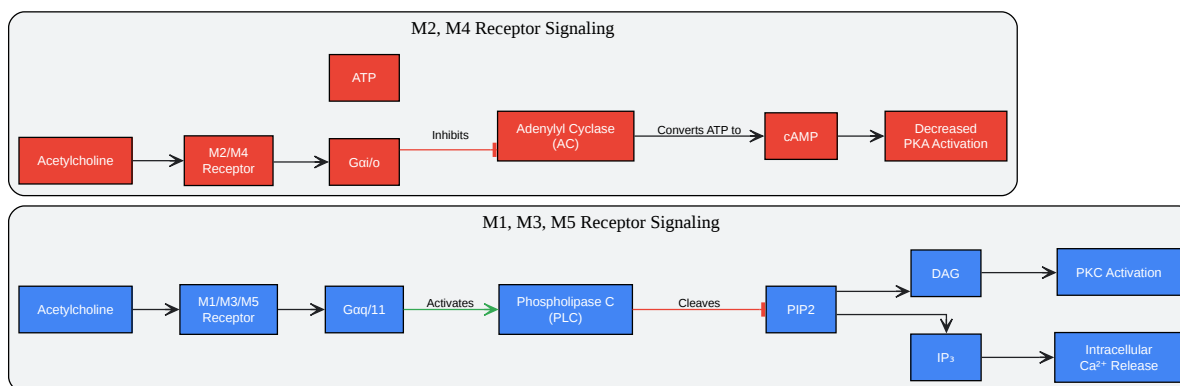 M2, M4 Receptor Signaling
ATP
Acetylcholine
M2/M4
Receptor
Gαi/o
Inhibits
Adenylyl Cyclase
(AC)
Converts ATP to
cAMP
Decreased
PKA Activation
M1, M3, M5 Receptor Signaling
Acetylcholine
M1/M3/M5
Receptor
Gαq/11
Activates
Phospholipase C
(PLC)
Cleaves
PIP2
DAG
PKC Activation
IP₃
Intracellular
Ca²⁺ Release